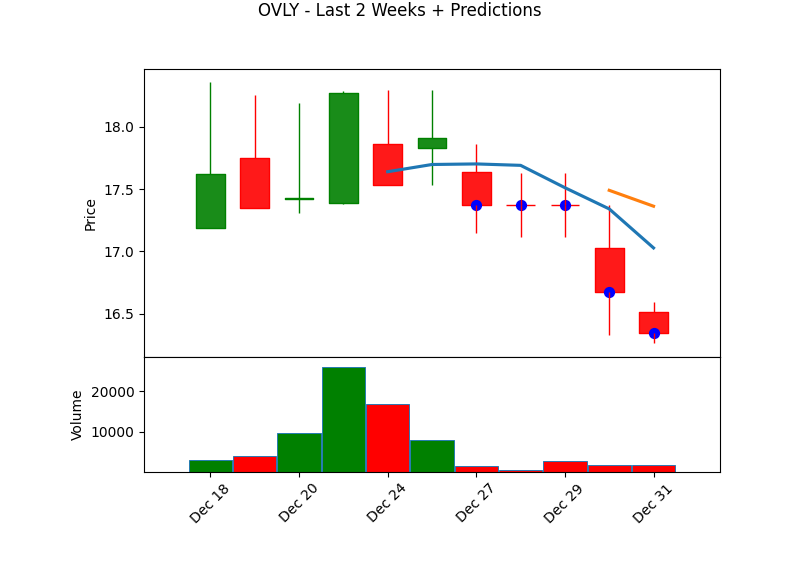 OVLY - Last 2 Weeks + Predictions
Price
18.0
17.5
17.0
16.5
Volume
20000
10000
Dec 18
Dec 20
Dec 24
Dec 27
Dec 29
Dec 31